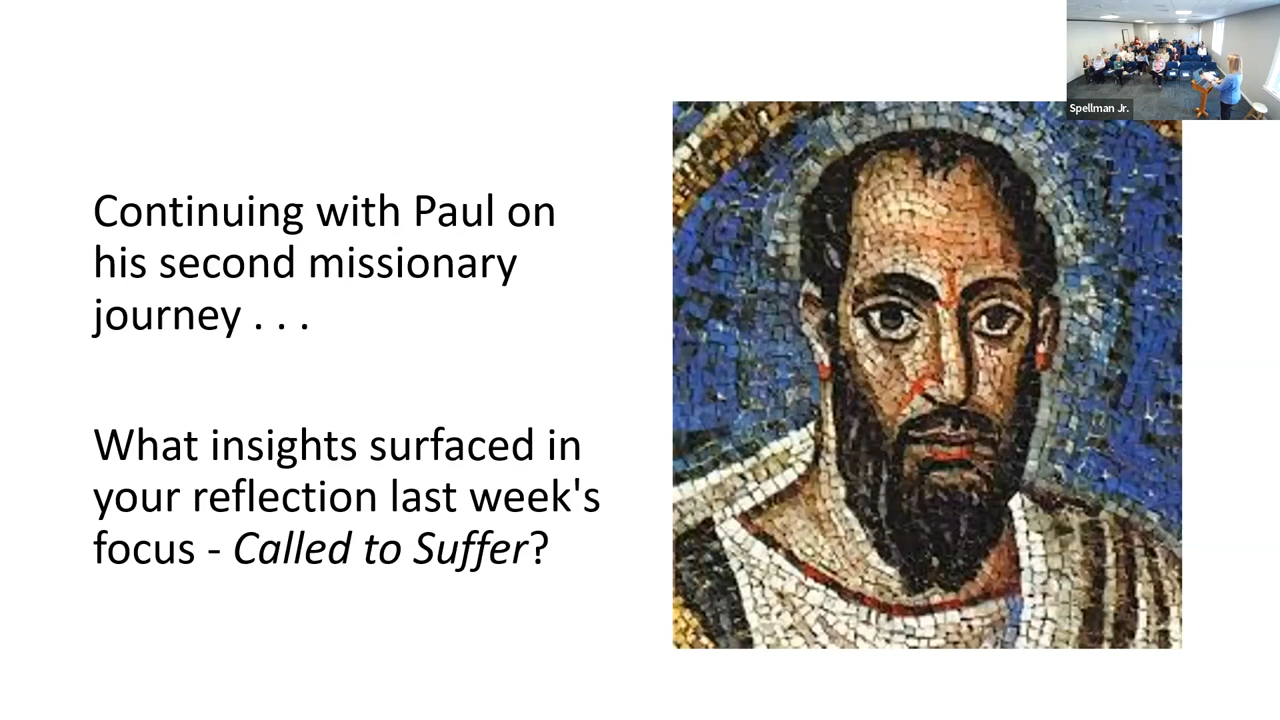 Continuing with Paul on
his second missionary
journey . . .
What insights surfaced in
your reflection last week's
focus - Called to Suffer?
Spellman Jr.